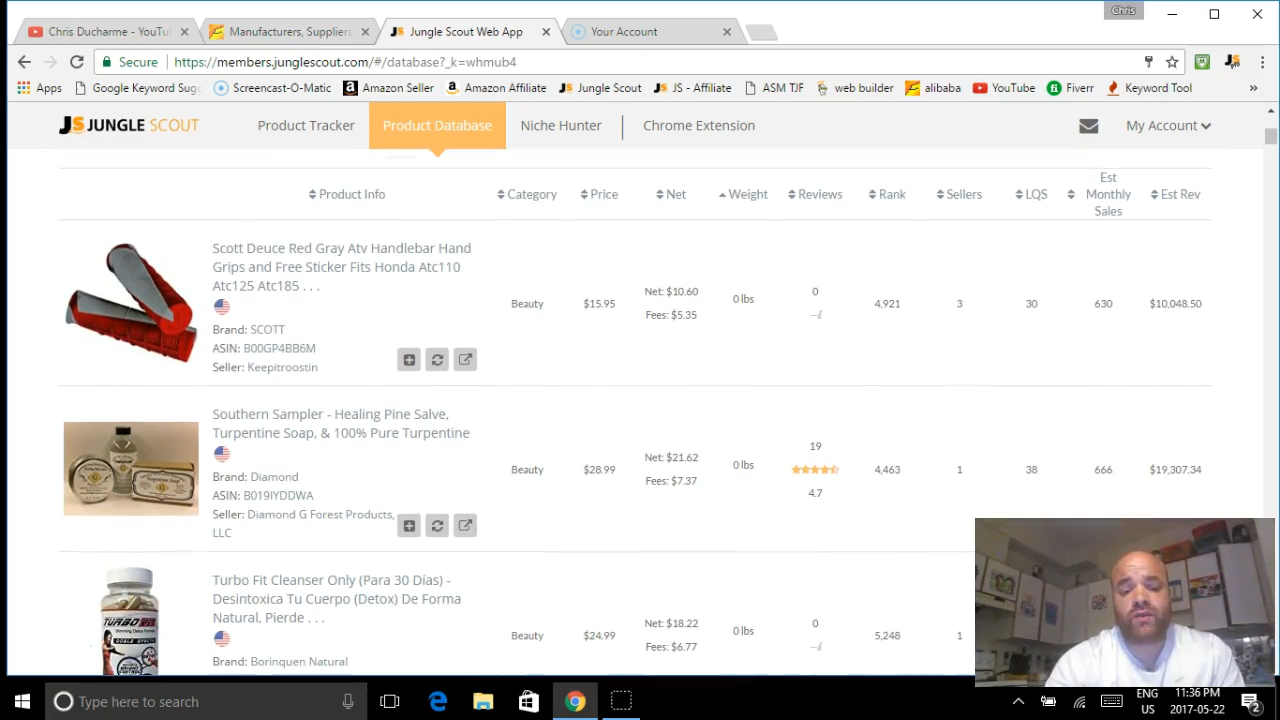 Chris
Chris Ducharme - YouTu
Manufacturers, Suppliers
Jungle Scout Web App
Your Account
Secure
https://members.junglescout.com/#/database?_k=whmub4
Apps
Google Keyword Sug
Screencast-O-Matic
Amazon Seller
Amazon Affiliate
Jungle Scout
JS - Affiliate
ASM TJF
web builder
alibaba
YouTube
Fiverr
Keyword Tool
»
JS JUNGLE SCOUT
Product Tracker
Product Database
Niche Hunter
Chrome Extension
My Account
Product Info
Category
Price
Net
Weight
Reviews
Rank
Sellers
LQS
Est
Monthly
Sales
Est Rev
Scott Deuce Red Gray Atv Handlebar Hand
Grips and Free Sticker Fits Honda Atc110
Atc125 Atc185 . . .
Brand: SCOTT
ASIN: B00GP4BB6M
Seller: Keepitroostin
Beauty
$15.95
Net: $10.60
Fees: $5.35
0 lbs
0
4,921
3
30
630
$10,048.50
Southern Sampler - Healing Pine Salve,
Turpentine Soap, & 100% Pure Turpentine
Brand: Diamond
ASIN: B019IYDDWA
Seller: Diamond G Forest Products,
LLC
Beauty
$28.99
Net: $21.62
Fees: $7.37
0 lbs
19
4.7
4,463
1
38
666
$19,307.34
Turbo Fit Cleanser Only (Para 30 Días) -
Desintoxica Tu Cuerpo (Detox) De Forma
Natural, Pierde . . .
Brand: Borinquen Natural
Beauty
$24.99
Net: $18.22
Fees: $6.77
0 lbs
0
5,248
1
Type here to search
ENG
US
11:36 PM
2017-05-22
2